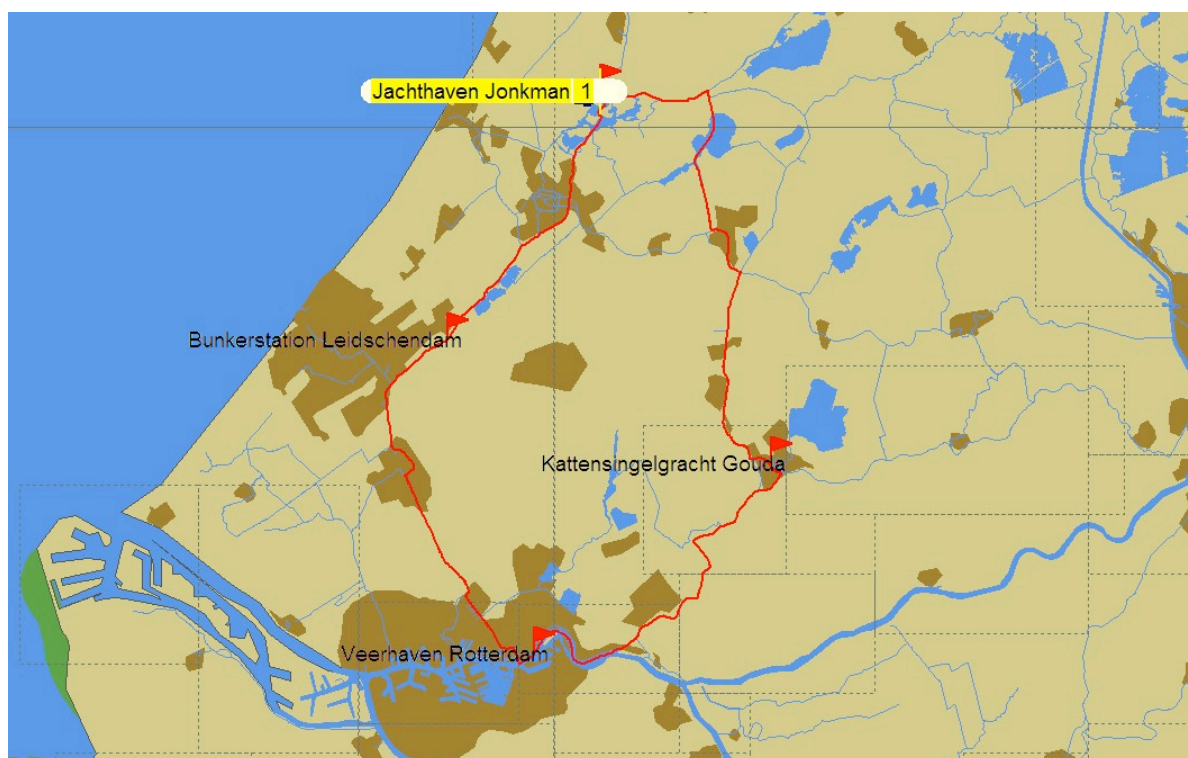 Jachthaven Jonkman 1
Bunkerstation Leidschendam
Kattensingelgracht Gouda
Veerhaven Rotterdam